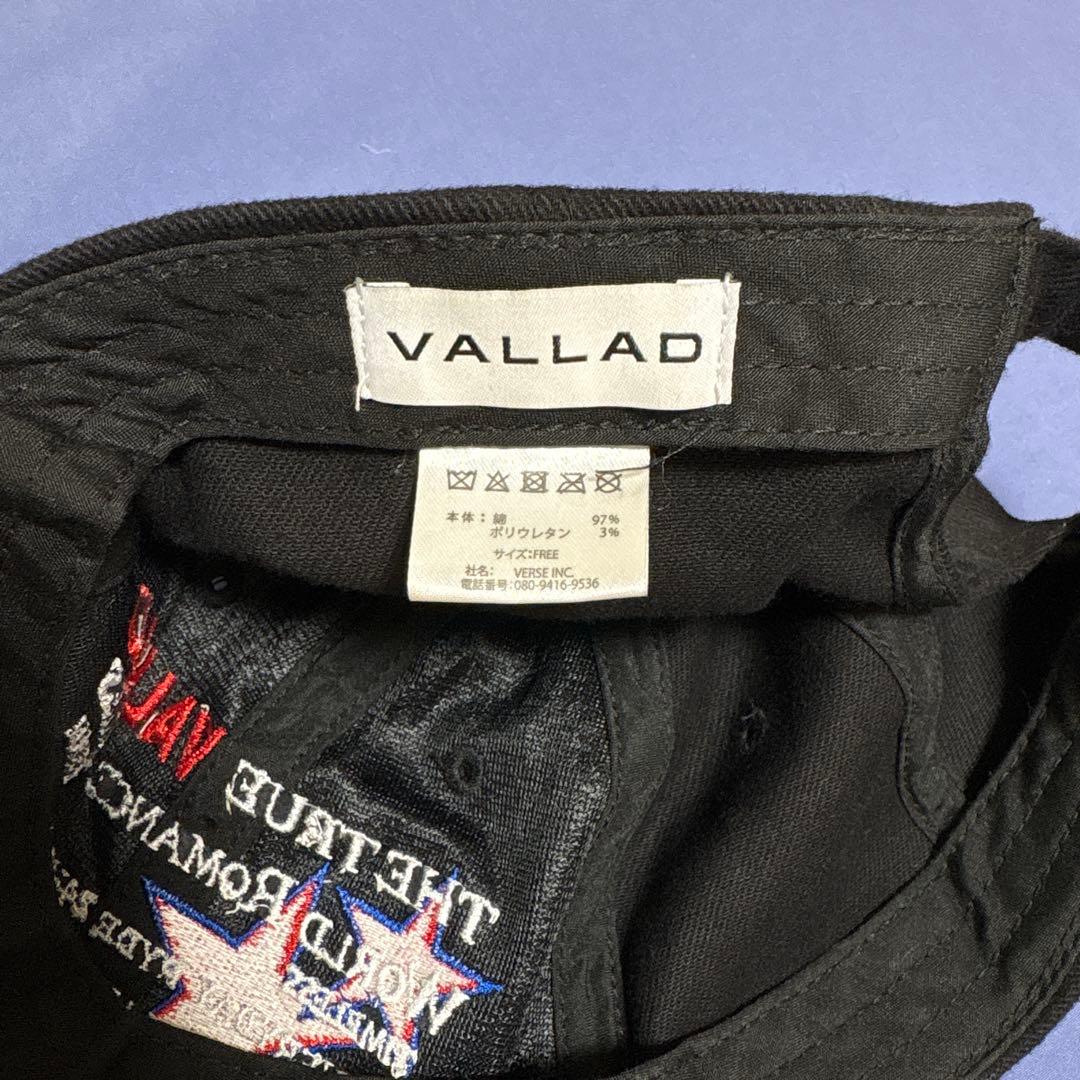 VALLAD
本体： 綿 97%
ポリウレタン 3%
サイズ：FREE
社名： VERSE INC.
電話番号：080-9416-9536
THE TRUE
WORLD ROMANCE